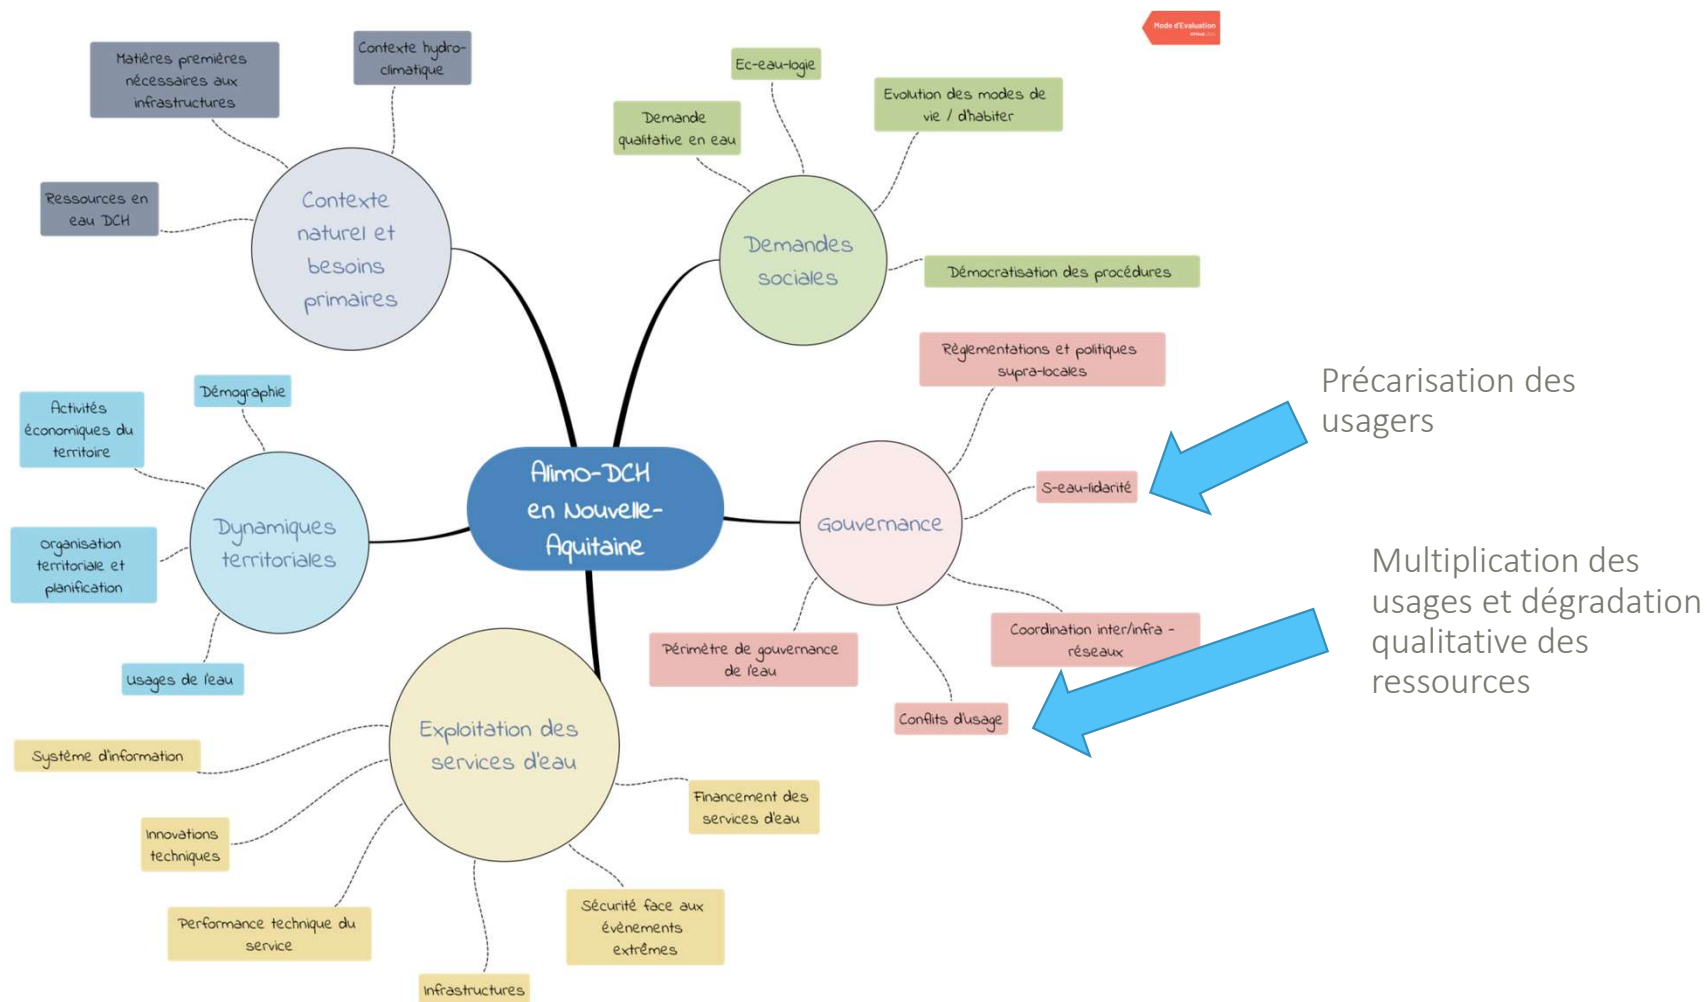 Mode d'Evaluation
Contexte hydro-
climatique
Matières premières
nécessaires aux
infrastructures
Ressources en
eau DCH
Contexte
naturel et
besoins
primaires
Ec-eau-logie
Demande
qualitative en eau
Evolution des modes de
vie / d'habiter
Demandes
sociales
Démocratisation des procédures
Règlementations et politiques
supra-locales
S-eau-lidarité
Gouvernance
Coordination inter/infra -
réseaux
Périmètre de gouvernance
de l'eau
Conflits d'usage
Précarisation des
usagers
Multiplication des
usages et dégradation
qualitative des
ressources
Alimo-DCH
en Nouvelle-
Aquitaine
Démographie
Activités
économiques du
territoire
Dynamiques
territoriales
Organisation
territoriale et
planification
Usages de l'eau
Exploitation des
services d'eau
Système d'information
Innovations
techniques
Performance technique du
service
Infrastructures
Sécurité face aux
évènements
extrêmes
Financement des
services d'eau